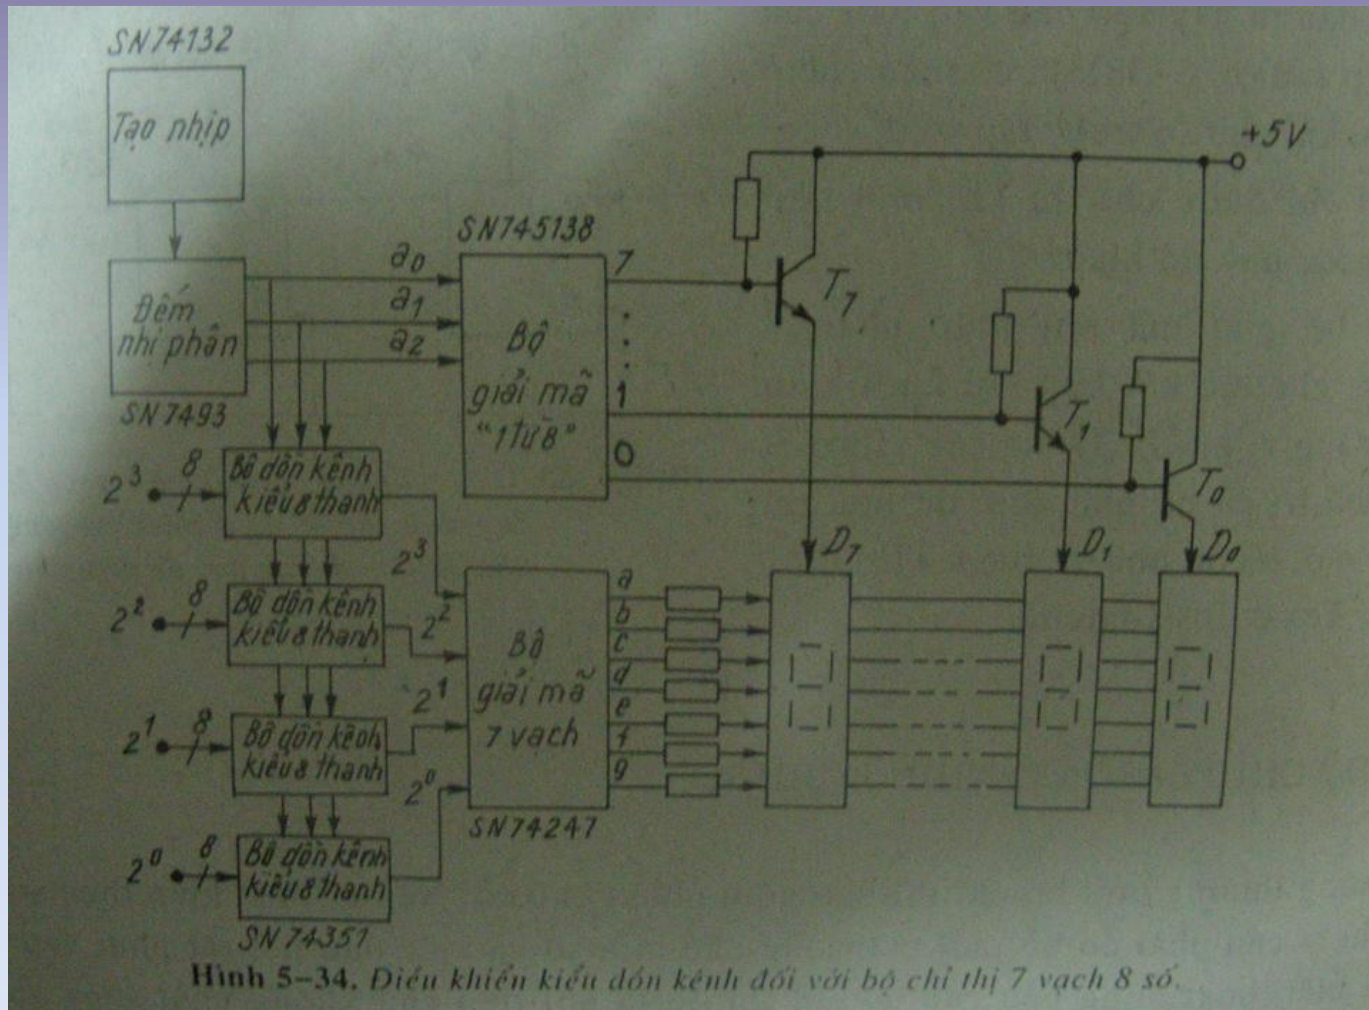 SN74132
Tạo nhịp
+5V
SN745138
a0
a1
a2
7
T7
Đếm
nhị phân
Bộ
giải mã
"1từ8"
1
T1
SN7493
0
T0
2³
8
Bộ dồn kênh
kiểu 8 thanh
2³
D7
D1
D0
2²
8
Bộ dồn kênh
kiểu 8 thanh
2²
Bộ
giải mã
7 vạch
a
b
c
d
e
f
g
2¹
8
Bộ dồn kênh
kiểu 8 thanh
2¹
2⁰
SN74247
2⁰
8
Bộ dồn kênh
kiểu 8 thanh
SN74351
Hình 5-34. Điều khiển kiểu dồn kênh đối với bộ chỉ thị 7 vạch 8 số.